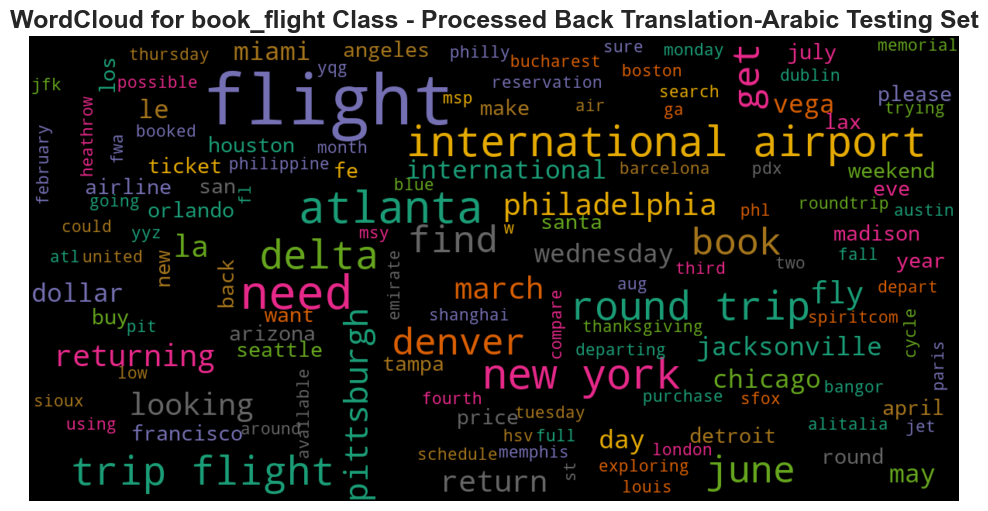 WordCloud for book_flight Class - Processed Back Translation-Arabic Testing Set
thursday miami angeles philly sure monday memorial
jfk possible los yqg bucharest boston get july dublin
flight msp reservation search please
heathrow le make air ga vega trying
february fwa booked houston month international airport lax
ticket philippine fe international barcelona pdx weekend
airline san fl blue eve
going orlando atlanta philadelphia phl roundtrip austin
could yyz msy w santa madison
atl united la delta find wednesday book fall
new back emirate third two year
dollar need march aug round trip fly depart
buy pit want shanghai compare thanksgiving spiritcom cycle
arizona pittsburgh denver
returning seattle departing jacksonville paris
low tampa new york chicago bangor
sioux looking available fourth purchase sfox
using francisco around price tuesday april
hsv full day detroit alitalia jet
schedule memphis london
trip flight return st exploring june round may
louis